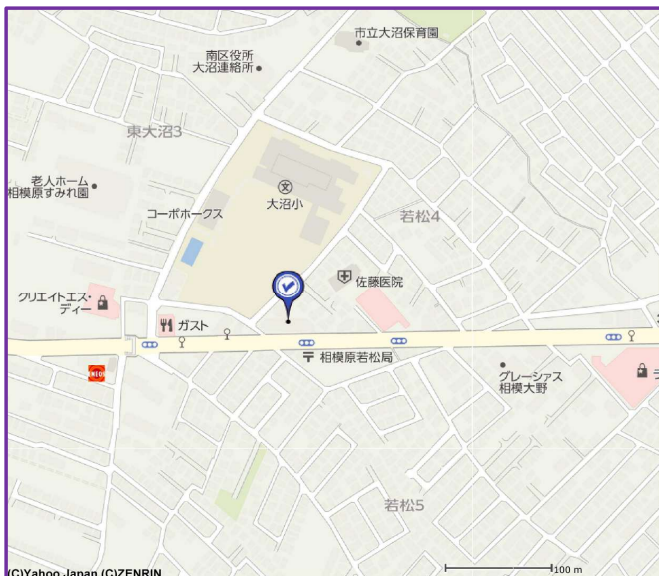 市立大沼保育園
南区役所
大沼連絡所
東大沼3
老人ホーム
相模原すみれ園
コーポホークス
文
大沼小
若松4
佐藤医院
クリエイトエス・
ディー
ガスト
相模原若松局
グレーシァス
相模大野
ENEOS
若松5
(C)Yahoo Japan (C)ZENRIN
100 m